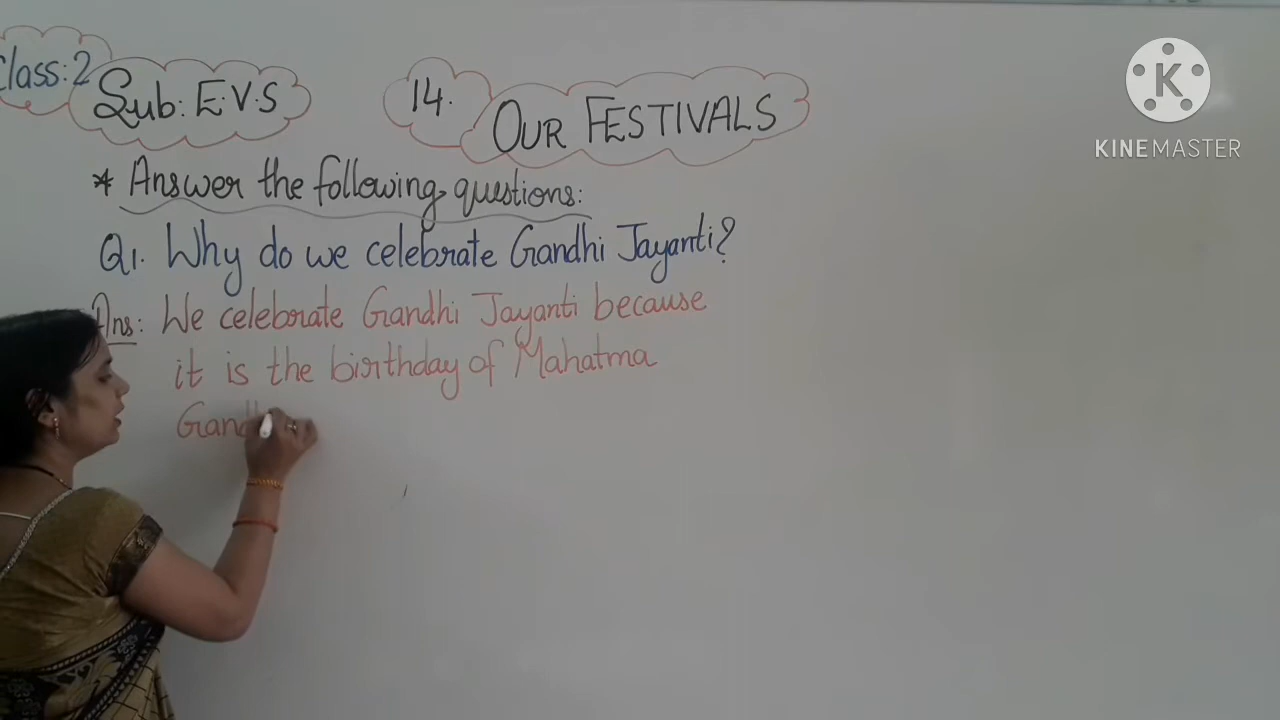 Class:2
Sub: E.V.S
14.
OUR FESTIVALS
* Answer the following questions:
Q1. Why do we celebrate Gandhi Jayanti?
Ans: We celebrate Gandhi Jayanti because
it is the birthday of Mahatma
Gandh
K
KINEMASTER